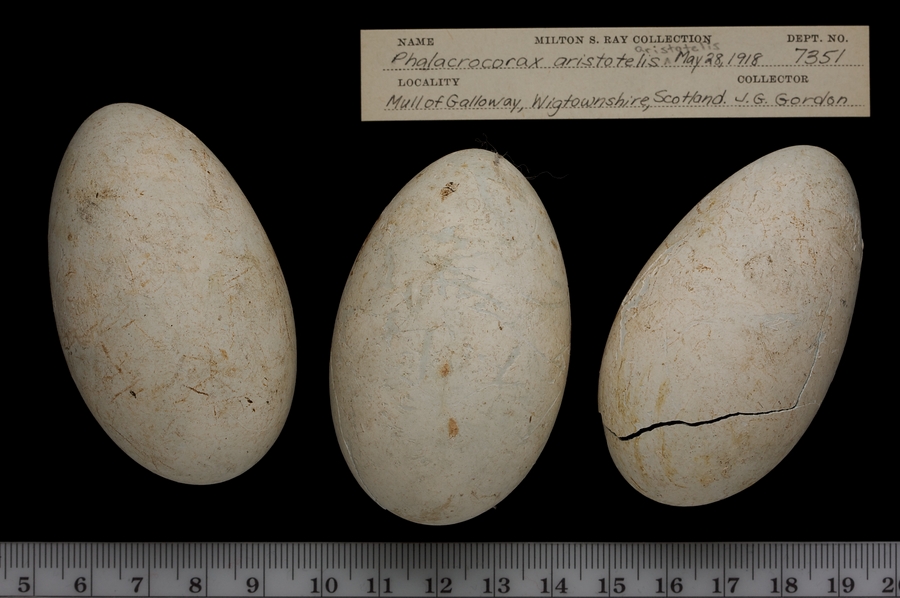 NAME MILTON S. RAY COLLECTION DEPT. NO.
aristotelis
Phalacrocorax aristotelis ^ May 28, 1918 7351
LOCALITY COLLECTOR
Mull of Galloway, Wigtownshire, Scotland. J.G. Gordon
5 6 7 8 9 10 11 12 13 14 15 16 17 18 19 2